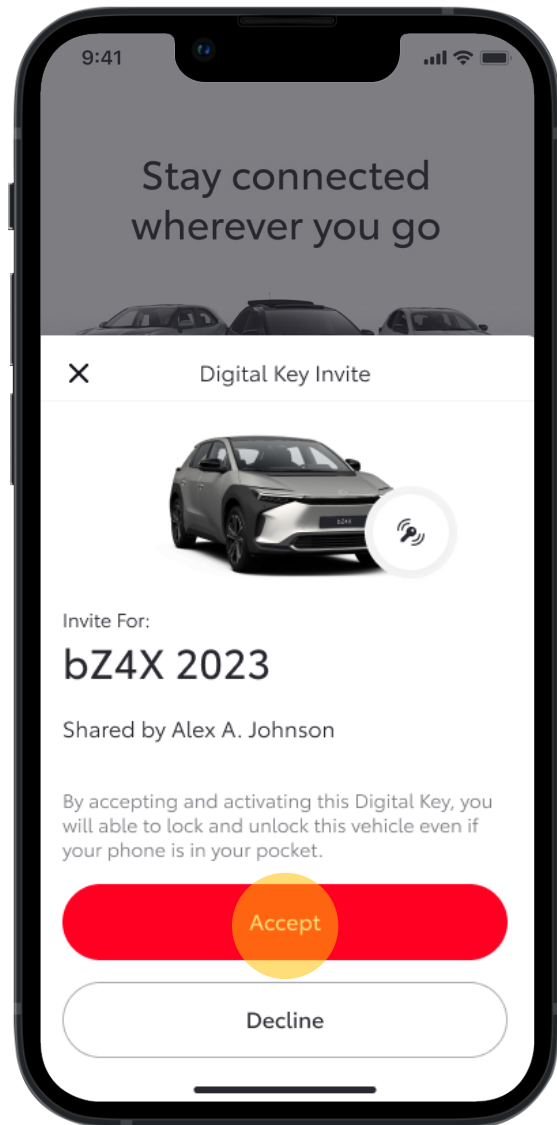 9:41
Stay connected
wherever you go
Digital Key Invite
bZ4X
Invite For:
bZ4X 2023
Shared by Alex A. Johnson
By accepting and activating this Digital Key, you
will able to lock and unlock this vehicle even if
your phone is in your pocket.
Accept
Decline